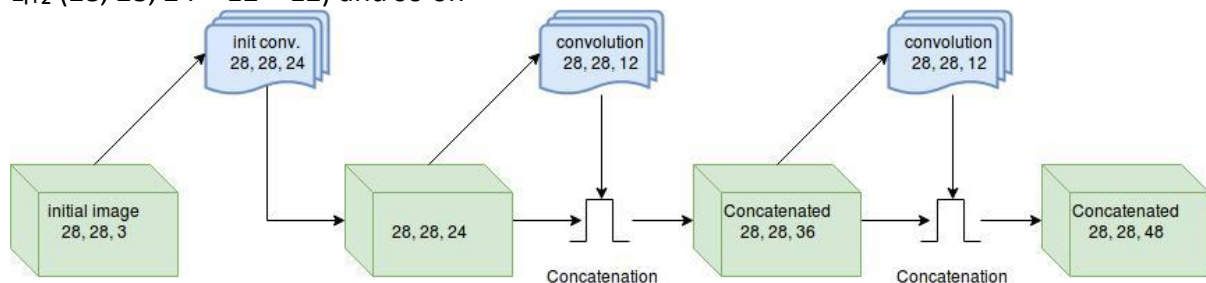 init conv.
28, 28, 24
convolution
28, 28, 12
convolution
28, 28, 12
initial image
28, 28, 3
28, 28, 24
Concatenated
28, 28, 36
Concatenated
28, 28, 48
Concatenation
Concatenation